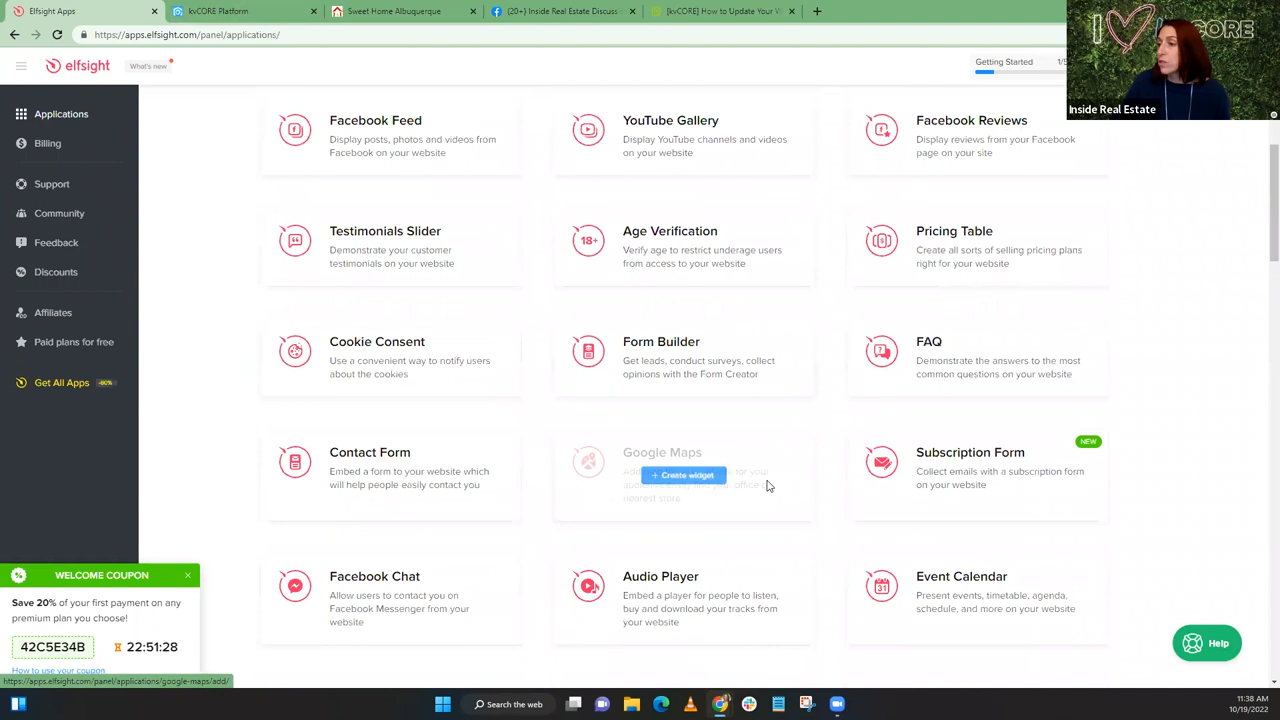 Elfsight Apps
kvCORE Platform
Sweet Home Albuquerque
(20+) Inside Real Estate Discussi
[kvCORE] How to Update Your V
https://apps.elfsight.com/panel/applications/
elfsight
What's new
Getting Started
I
CORE
Inside Real Estate
Applications
Billing
Support
Community
Feedback
Discounts
Affiliates
Paid plans for free
Get All Apps
-80%
Facebook Feed
Display posts, photos and videos from
Facebook on your website
YouTube Gallery
Display YouTube channels and videos
on your website
Facebook Reviews
Display reviews from your Facebook
page on your site
Testimonials Slider
Demonstrate your customer
testimonials on your website
18+
Age Verification
Verify age to restrict underage users
from access to your website
Pricing Table
Create all sorts of selling pricing plans
right for your website
Cookie Consent
Use a convenient way to notify users
about the cookies
Form Builder
Get leads, conduct surveys, collect
opinions with the Form Creator
FAQ
Demonstrate the answers to the most
common questions on your website
Contact Form
Embed a form to your website which
will help people easily contact you
Google Maps
+ Create widget
nearest store
NEW
Subscription Form
Collect emails with a subscription form
on your website
Facebook Chat
Allow users to contact you on
Facebook Messenger from your
website
Audio Player
Embed a player for people to listen,
buy and download your tracks from
your website
31
Event Calendar
Present events, timetable, agenda,
schedule, and more on your website
WELCOME COUPON
Save 20% of your first payment on any
premium plan you choose!
42C5E34B
22:51:28
How to use your coupon
https://apps.elfsight.com/panel/applications/google-maps/add/
Help
Search the web
11:38 AM
10/19/2022